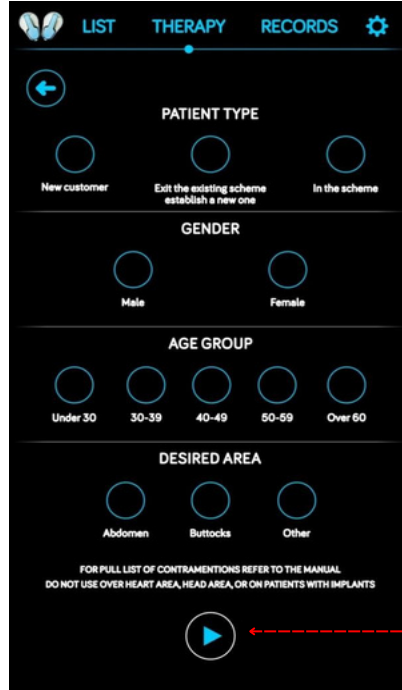 LIST THERAPY RECORDS
PATIENT TYPE
New customer
Exit the existing scheme
establish a new one
In the scheme
GENDER
Male Female
AGE GROUP
Under 30 30-39 40-49 50-59 Over 60
DESIRED AREA
Abdomen Buttocks Other
FOR PULL LIST OF CONTRAMENTIONS REFER TO THE MANUAL
DO NOT USE OVER HEART AREA, HEAD AREA, OR ON PATIENTS WITH IMPLANTS